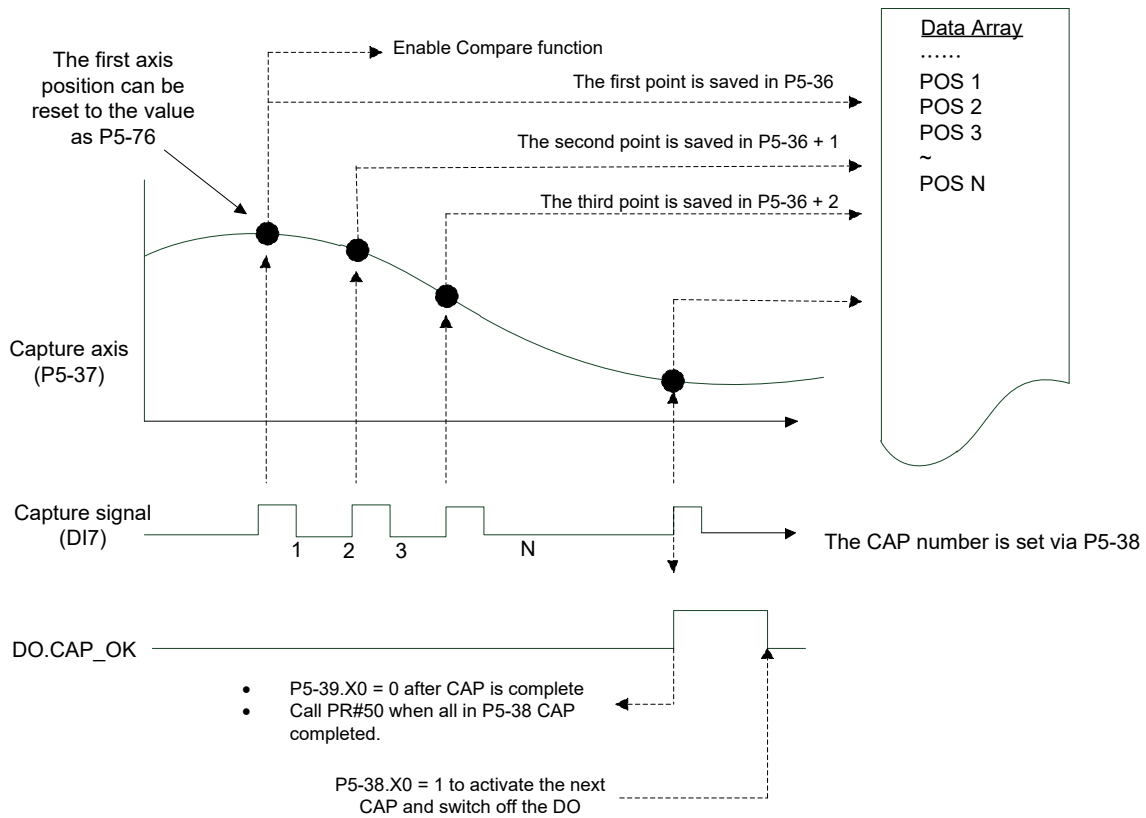 The first axis
position can be
reset to the value
as P5-76
Enable Compare function
The first point is saved in P5-36
The second point is saved in P5-36 + 1
The third point is saved in P5-36 + 2
Data Array
......
POS 1
POS 2
POS 3
~
POS N
Capture axis
(P5-37)
Capture signal
(DI7)
1 2 3 N
The CAP number is set via P5-38
DO.CAP_OK
• P5-39.X0 = 0 after CAP is complete
• Call PR#50 when all in P5-38 CAP
completed.
P5-38.X0 = 1 to activate the next
CAP and switch off the DO